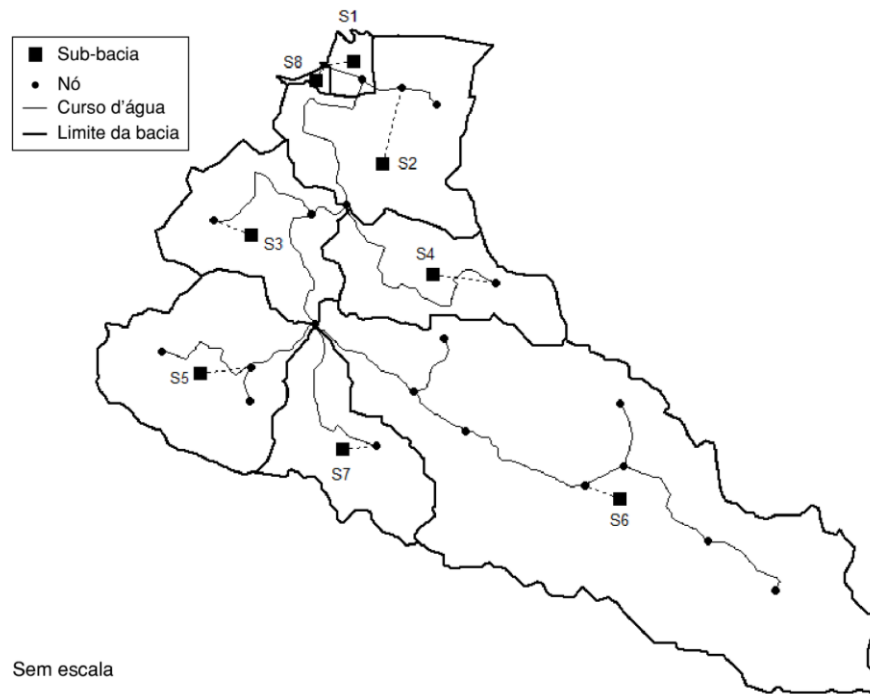 S1
S8
Sub-bacia
Nó
Curso d'água
Limite da bacia
S2
S3
S4
S5
S7
S6
Sem escala